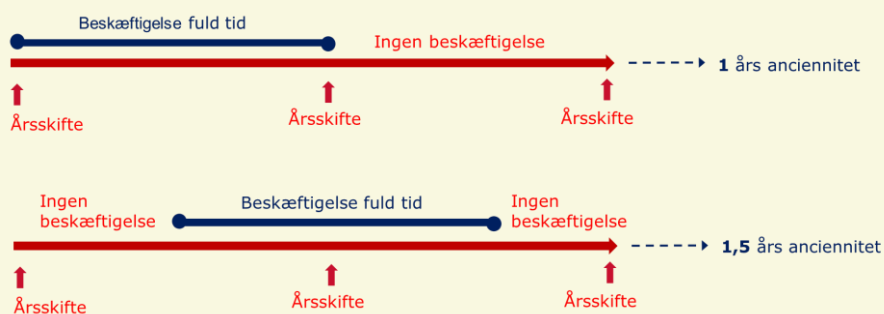 Beskæftigelse fuld tid
Ingen beskæftigelse
1 års anciennitet
Årsskifte
Årsskifte
Årsskifte
Ingen
beskæftigelse
Beskæftigelse fuld tid
Ingen
beskæftigelse
1,5 års anciennitet
Årsskifte
Årsskifte
Årsskifte